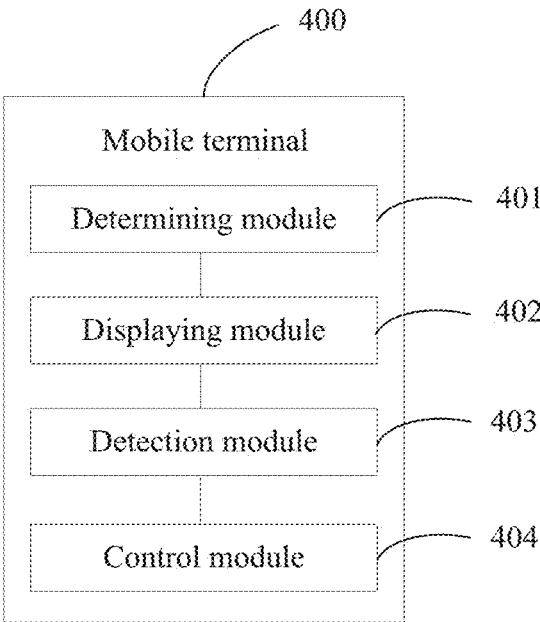 400
Mobile terminal
Determining module
401
Displaying module
402
Detection module
403
Control module
404